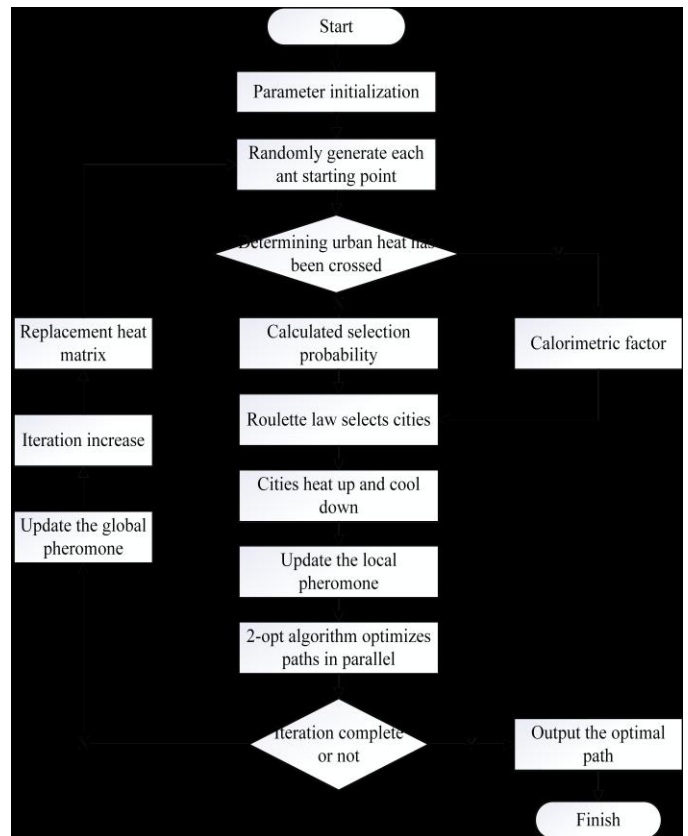 Start
Parameter initialization
Randomly generate each
ant starting point
Determining urban heat has
been crossed
Y
Replacement heat
matrix
Calculated selection
probability
Calorimetric factor
Iteration increase
Roulette law selects cities
Cities heat up and cool
down
Update the global
pheromone
Update the local
pheromone
2-opt algorithm optimizes
paths in parallel
Iteration complete
or not
N
Y
Output the optimal
path
Finish